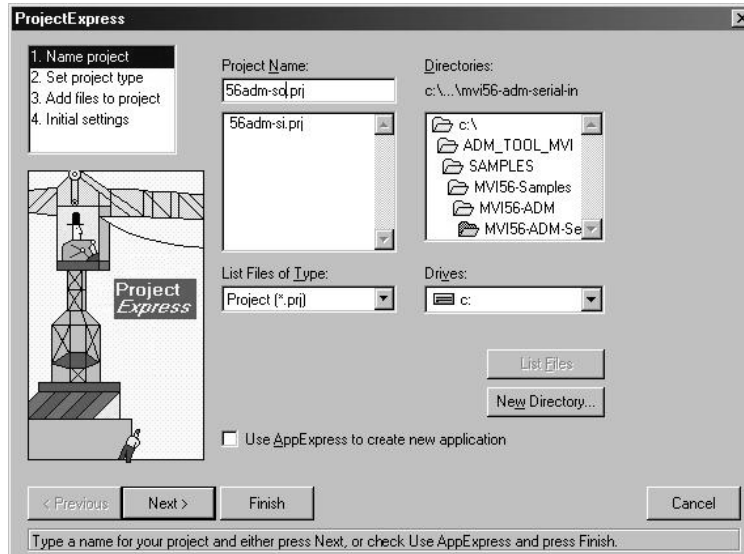 ProjectExpress
1. Name project
2. Set project type
3. Add files to project
4. Initial settings
Project Express
Project Name:
56adm-so.prj
56adm-si.prj
List Files of Type:
Project (*.prj)
Directories:
c:\...\mvi56-adm-serial-in
c:\
ADM_TOOL_MVI
SAMPLES
MVI56-Samples
MVI56-ADM
MVI56-ADM-Se
Drives:
c:
List Files
New Directory...
Use AppExpress to create new application
< Previous
Next >
Finish
Cancel
Type a name for your project and either press Next, or check Use AppExpress and press Finish.